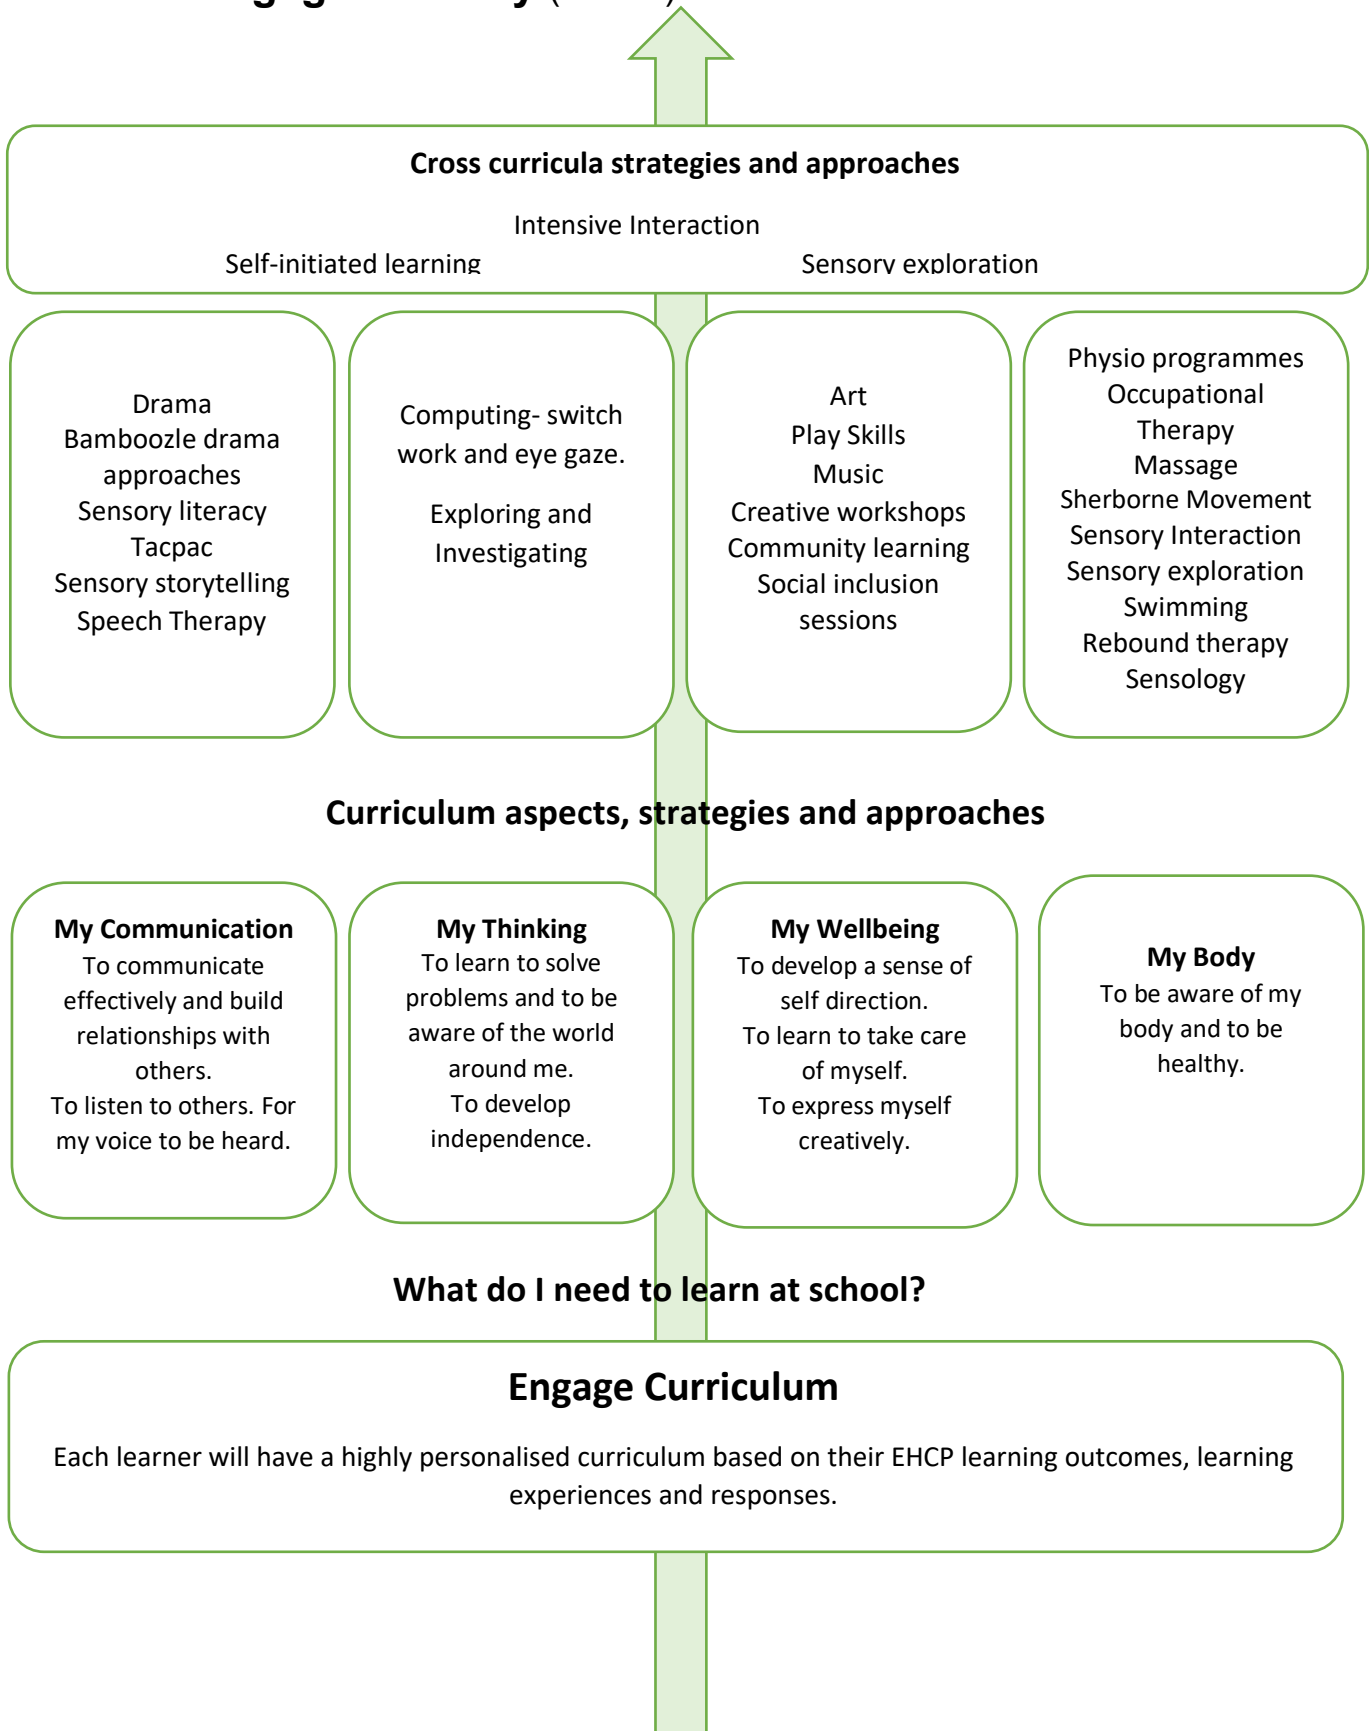 Cross curricula strategies and approaches
Intensive Interaction
Self-initiated learning Sensory exploration
Drama
Bamboozle drama
approaches
Sensory literacy
Tacpac
Sensory storytelling
Speech Therapy
Computing- switch
work and eye gaze.
Exploring and
Investigating
Art
Play Skills
Music
Creative workshops
Community learning
Social inclusion
sessions
Physio programmes
Occupational
Therapy
Massage
Sherborne Movement
Sensory Interaction
Sensory exploration
Swimming
Rebound therapy
Sensology
Curriculum aspects, strategies and approaches
My Communication
To communicate
effectively and build
relationships with
others.
To listen to others. For
my voice to be heard.
My Thinking
To learn to solve
problems and to be
aware of the world
around me.
To develop
independence.
My Wellbeing
To develop a sense of
self direction.
To learn to take care
of myself.
To express myself
creatively.
My Body
To be aware of my
body and to be
healthy.
What do I need to learn at school?
Engage Curriculum
Each learner will have a highly personalised curriculum based on their EHCP learning outcomes, learning
experiences and responses.